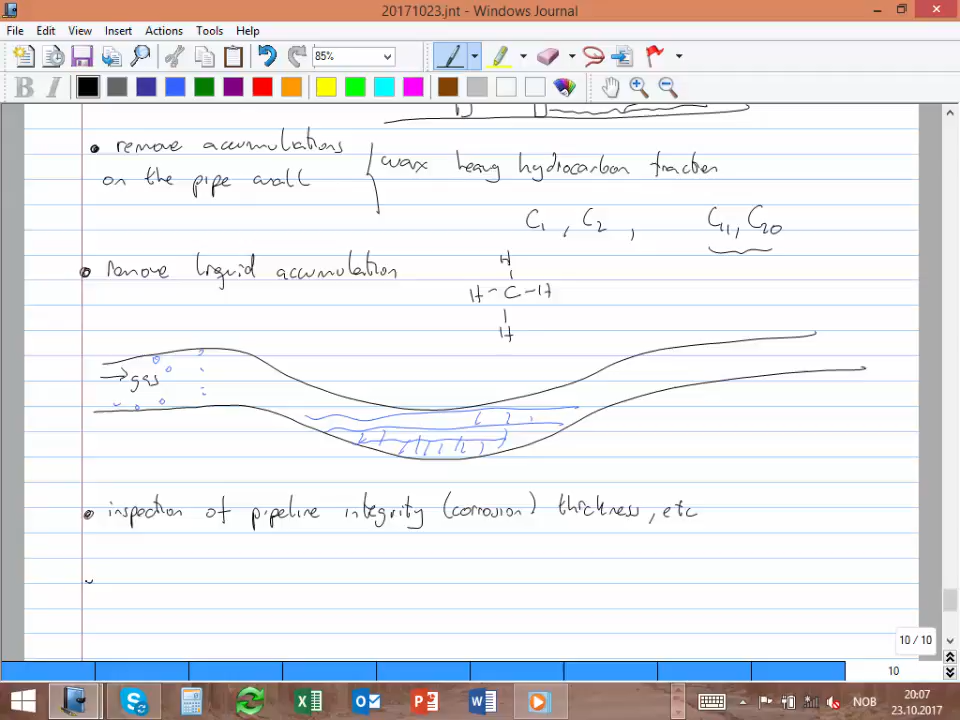 20171023.jnt - Windows Journal
File Edit View Insert Actions Tools Help
85%
B I
remove accumulations
on the pipe wall
wax heavy hydrocarbon fraction
C1 , C2 , C11, C20
remove liquid accumulation
H
H - C - H
H
gas
inspection of pipeline integrity (corrosion) thickness, etc
10 / 10
10
NOB
20:07
23.10.2017